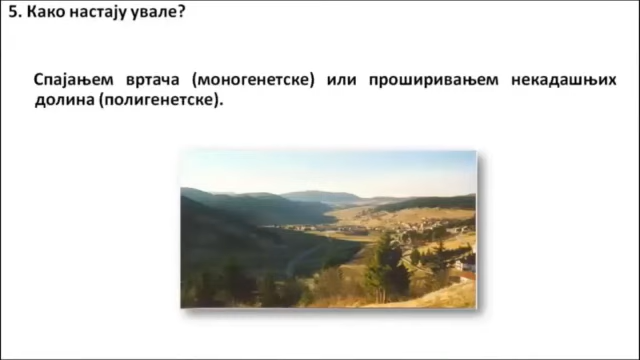 5. Како настају увале?
Спајањем вртача (моногенетске) или проширивањем некадашњих
долина (полигенетске).